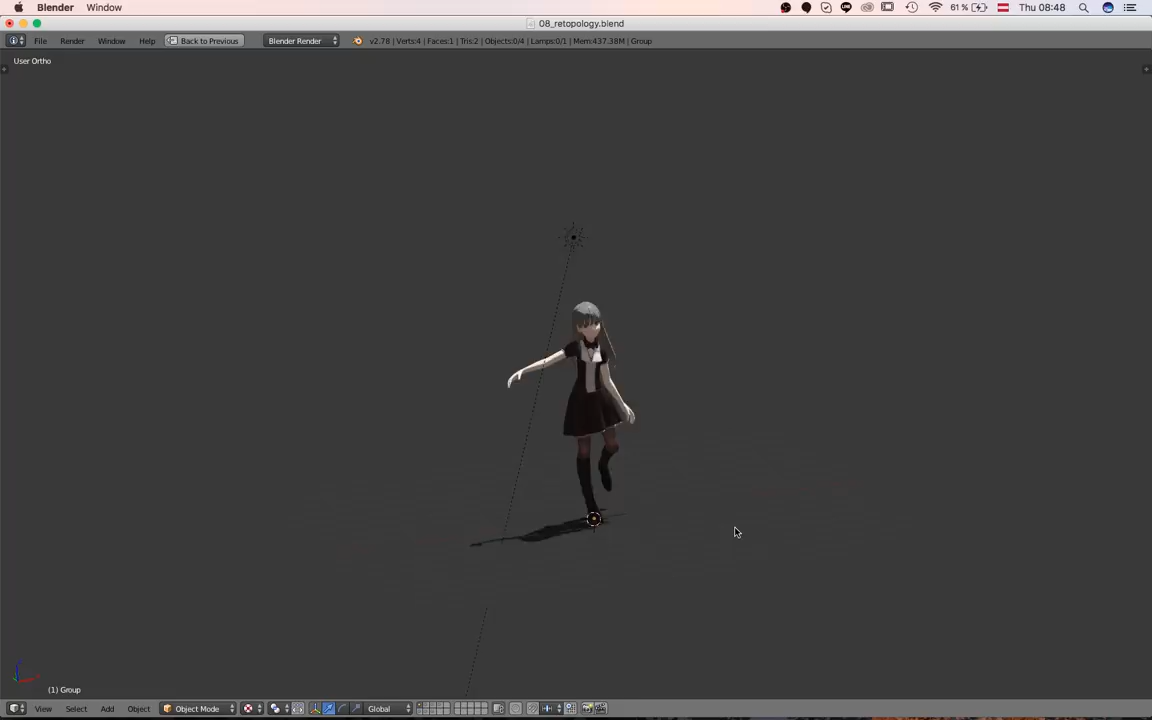 Blender Window 61% Thu 08:48
08_retopology.blend
File Render Window Help Back to Previous Blender Render v2.78 | Verts:4 | Faces:1 | Tris:2 | Objects:0/4 | Lamps:0/1 | Mem:437.38M | Group
User Ortho
(1) Group
View Select Add Object Object Mode Global